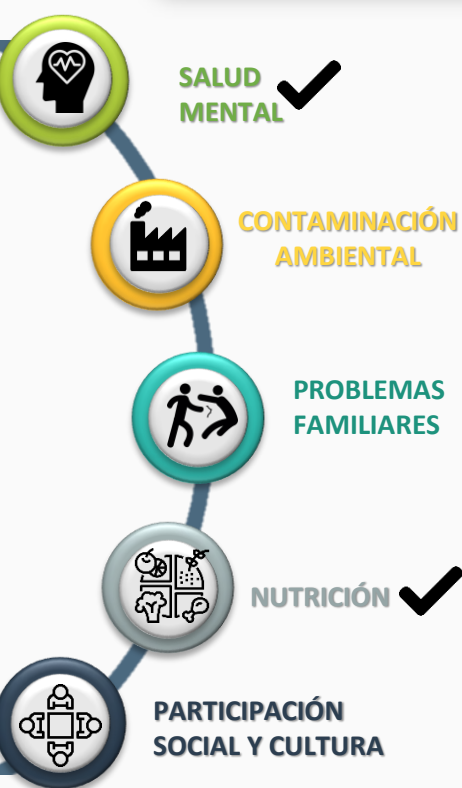 SALUD
MENTAL
CONTAMINACIÓN
AMBIENTAL
PROBLEMAS
FAMILIARES
NUTRICIÓN
PARTICIPACIÓN
SOCIAL Y CULTURA